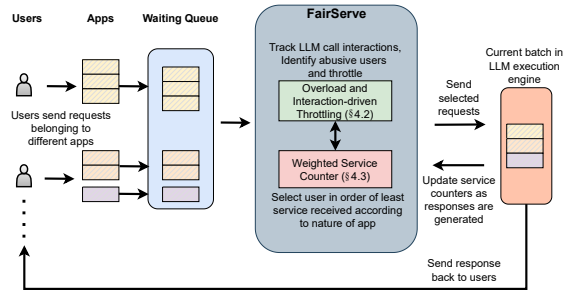 Users
Apps
Waiting Queue
FairServe
Track LLM call interactions,
Identify abusive users
and throttle
Overload and
Interaction-driven
Throttling (§4.2)
Weighted Service
Counter (§4.3)
Select user in order of least
service received according
to nature of app
Users send requests
belonging to
different apps
Current batch in
LLM execution
engine
Send
selected
requests
Update service
counters as
responses are
generated
Send response
back to users